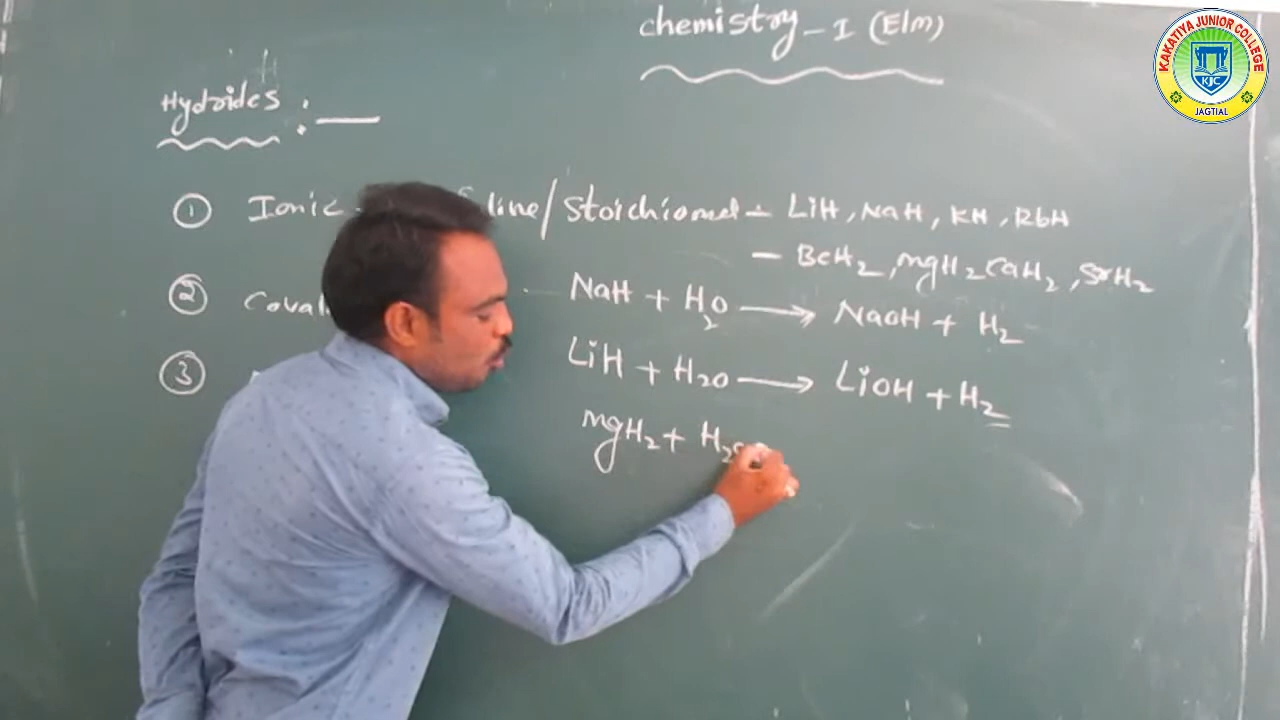 chemistry - I (Elm)
KAKATIYA JUNIOR COLLEGE
KJC
JAGTIAL
Hydrides :-
① Ionic line/Stoichiomet - LiH, NaH, KH, RbH
- BeH2, mgH2 CaH2, SrH2
② Coval
NaH + H2O → NaOH + H2
③
LiH + H2O → LiOH + H2
mgH2 + H2O